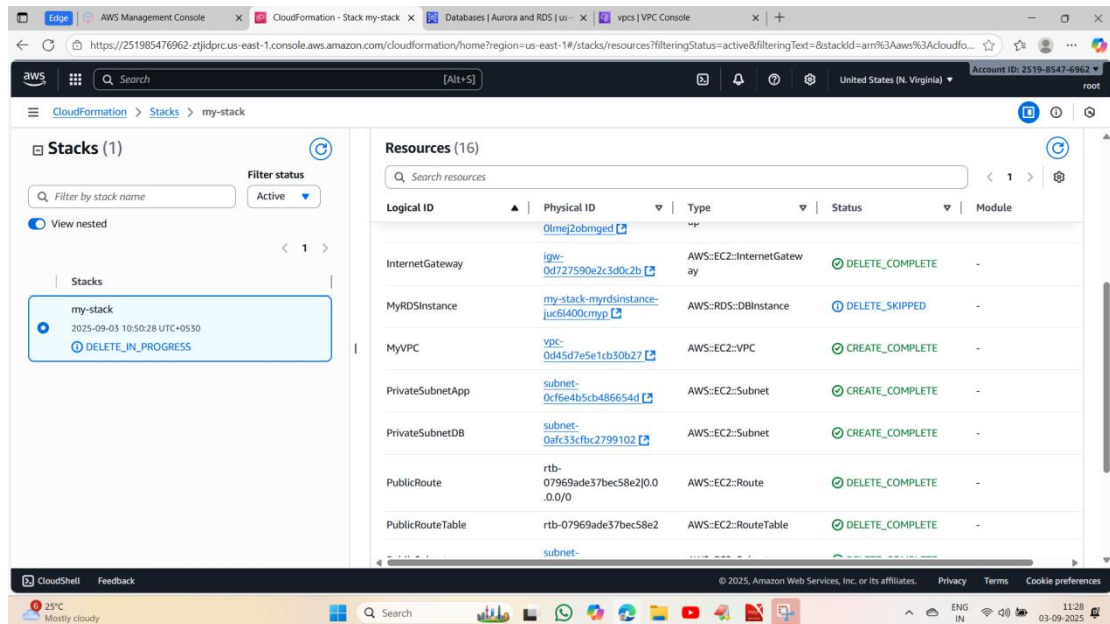 Edge
AWS Management Console
CloudFormation - Stack my-stack
Databases | Aurora and RDS | us-
vpcs | VPC Console
https://251985476962-ztjidprc.us-east-1.console.aws.amazon.com/cloudformation/home?region=us-east-1#/stacks/resources?filteringStatus=active&filteringText=&stackId=arn%3Aaws%3Acloudfo...
aws
Search
[Alt+S]
United States (N. Virginia)
Account ID: 2519-8547-6962
root
CloudFormation > Stacks > my-stack
Stacks (1)
Filter status
Filter by stack name
Active
View nested
1
Stacks
my-stack
2025-09-03 10:50:28 UTC+0530
DELETE_IN_PROGRESS
Resources (16)
Search resources
1
Logical ID Physical ID Type Status Module
0lmej2obmged
InternetGateway igw-0d727590e2c3d0c2b AWS::EC2::InternetGateway DELETE_COMPLETE -
MyRDSInstance my-stack-myrdsinstance-juc6l400cmyp AWS::RDS::DBInstance DELETE_SKIPPED -
MyVPC vpc-0d45d7e5e1cb30b27 AWS::EC2::VPC CREATE_COMPLETE -
PrivateSubnetApp subnet-0cf6e4b5cb486654d AWS::EC2::Subnet CREATE_COMPLETE -
PrivateSubnetDB subnet-0afc33cfbc2799102 AWS::EC2::Subnet CREATE_COMPLETE -
PublicRoute rtb-07969ade37bec58e2|0.0.0.0/0 AWS::EC2::Route DELETE_COMPLETE -
PublicRouteTable rtb-07969ade37bec58e2 AWS::EC2::RouteTable DELETE_COMPLETE -
subnet-
CloudShell Feedback
© 2025, Amazon Web Services, Inc. or its affiliates. Privacy Terms Cookie preferences
6
25°C
Mostly cloudy
Search
ENG
IN
11:28
03-09-2025